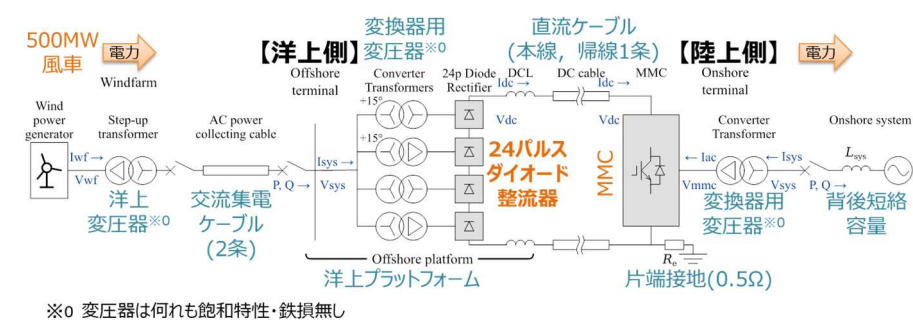 500MW
風車
電力
【洋上側】
変換器用
変圧器※0
直流ケーブル
(本線，帰線1条)
【陸上側】
電力
Windfarm
Offshore
terminal
Converter
Transformers
24p Diode
Rectifier
DCL
DC cable
MMC
Onshore
terminal
Wind
power
generator
Step-up
transformer
AC power
collecting cable
+15°
+15°
Idc →
Vdc
Idc →
Vdc
Converter
Transformer
Onshore system
Iwf →
Vwf
Isys →
P, Q →
Vsys
24パルス
ダイオード
整流器
MMC
← Iac
Vmmc
← Isys
Vsys
P, Q →
Lsys
洋上
変圧器※0
交流集電
ケーブル
(2条)
変換器用
変圧器※0
背後短絡
容量
Offshore platform
洋上プラットフォーム
Re
片端接地(0.5Ω)
※0 変圧器は何れも飽和特性・鉄損無し